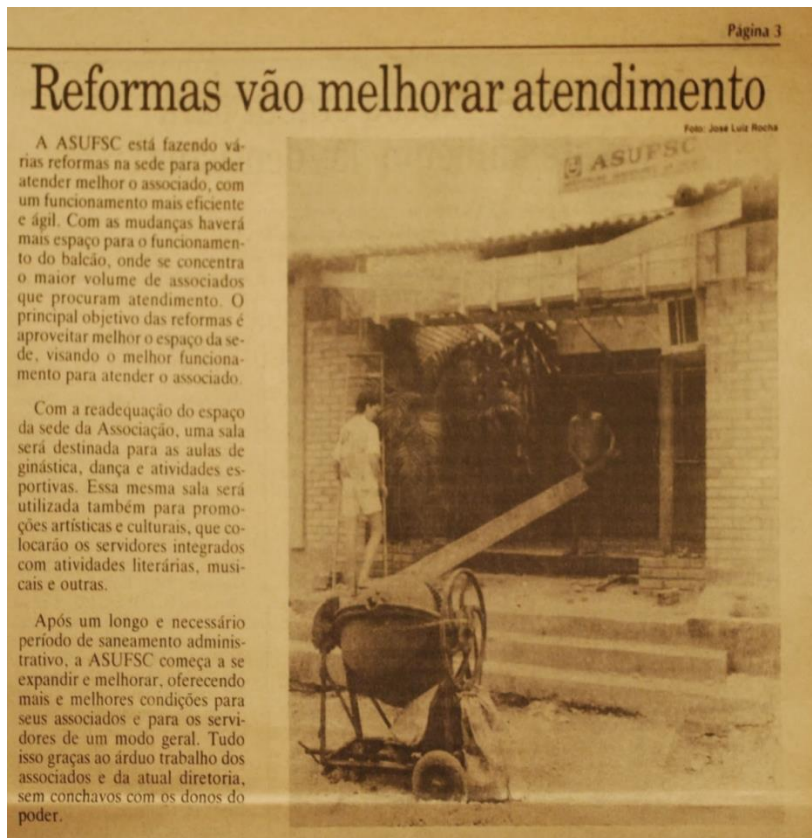 Página 3
Reformas vão melhorar atendimento
Foto: José Luiz Rocha
A ASUFSC está fazendo vá-
rias reformas na sede para poder
atender melhor o associado, com
um funcionamento mais eficiente
e ágil. Com as mudanças haverá
mais espaço para o funcionamen-
to do balcão, onde se concentra
o maior volume de associados
que procuram atendimento. O
principal objetivo das reformas é
aproveitar melhor o espaço da se-
de, visando o melhor funciona-
mento para atender o associado.
Com a readequação do espaço
da sede da Associação, uma sala
será destinada para as aulas de
ginástica, dança e atividades es-
portivas. Essa mesma sala será
utilizada também para promo-
ções artísticas e culturais, que co-
locarão os servidores integrados
com atividades literárias, musi-
cais e outras.
Após um longo e necessário
período de saneamento adminis-
trativo, a ASUFSC começa a se
expandir e melhorar, oferecendo
mais e melhores condições para
seus associados e para os servi-
dores de um modo geral. Tudo
isso graças ao árduo trabalho dos
associados e da atual diretoria,
sem conchavos com os donos do
poder.
ASUFSC